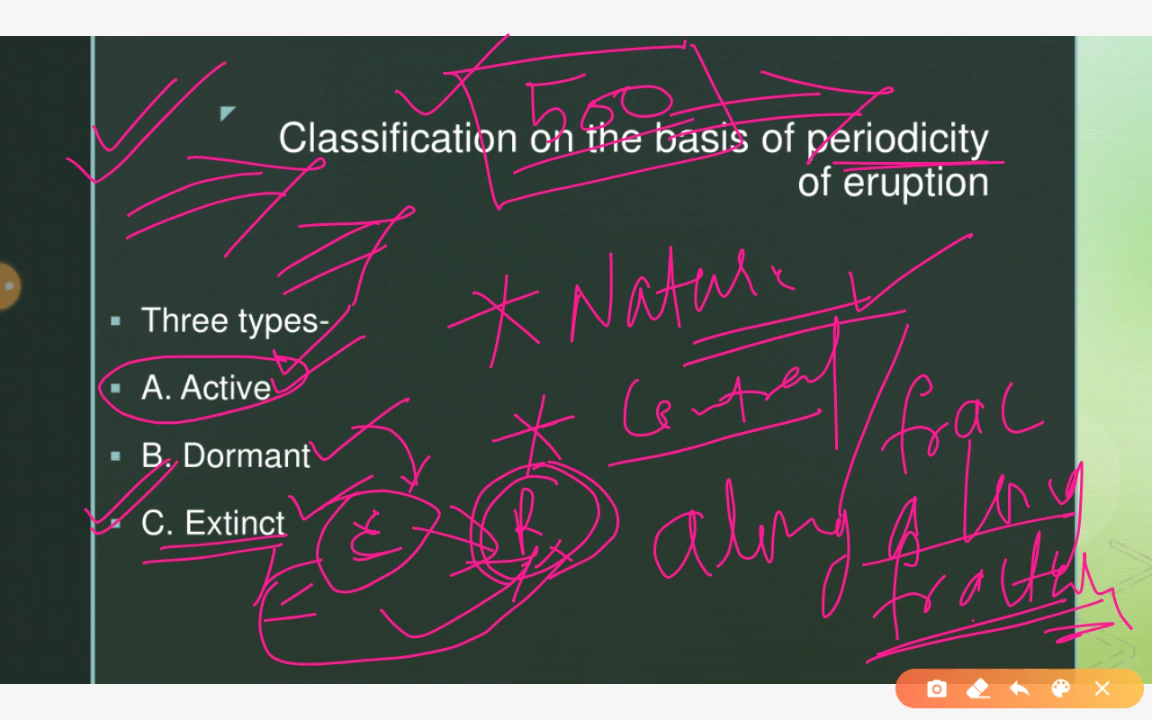 550
Classification on the basis of periodicity
of eruption
* Nature
Three types-
A. Active
Central / frac
B. Dormant
*
C. Extinct
E
R
along
along
fracture